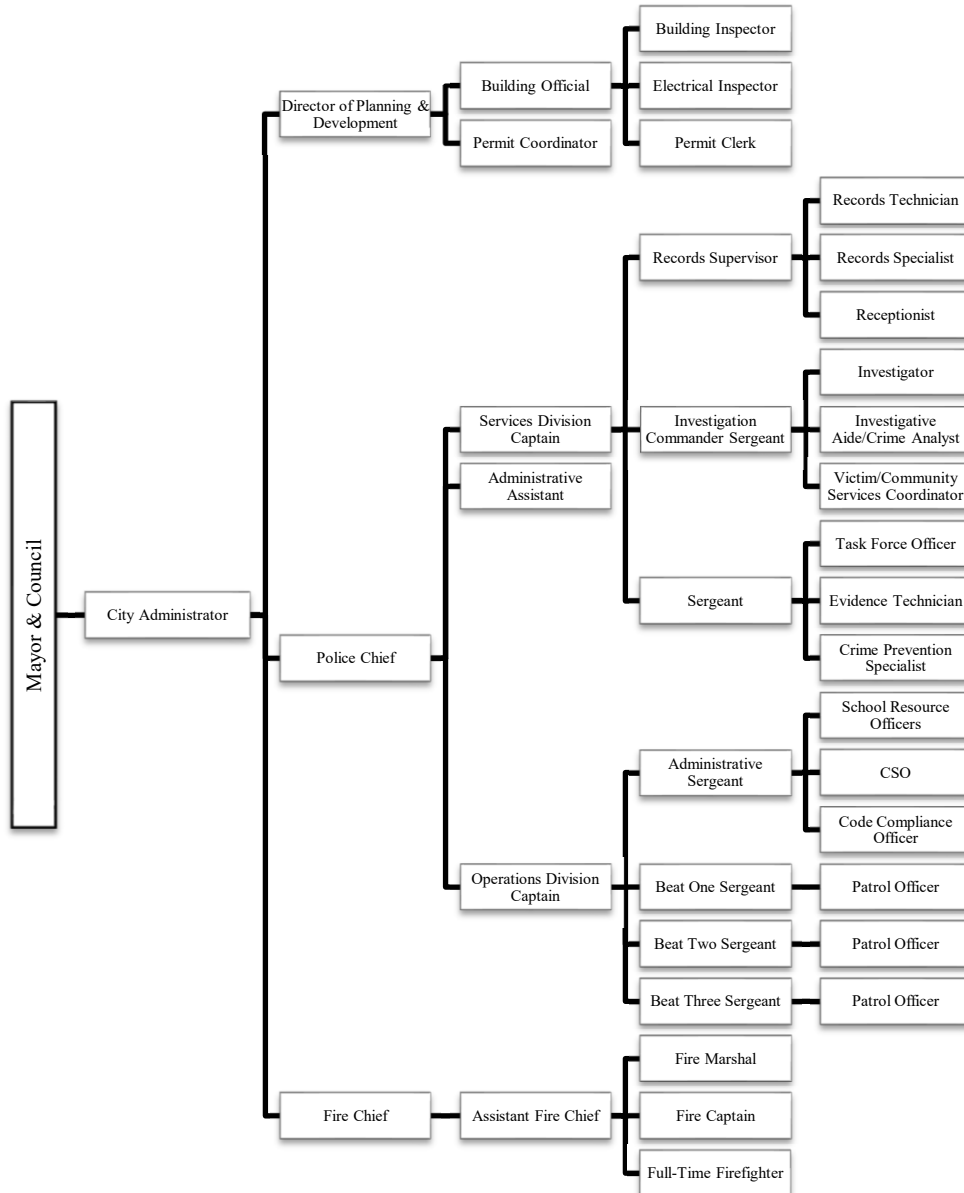 Mayor & Council
City Administrator
Director of Planning &
Development
Building Official
Permit Coordinator
Building Inspector
Electrical Inspector
Permit Clerk
Police Chief
Services Division
Captain
Administrative
Assistant
Records Supervisor
Records Technician
Records Specialist
Receptionist
Investigation
Commander Sergeant
Investigator
Investigative
Aide/Crime Analyst
Victim/Community
Services Coordinator
Sergeant
Task Force Officer
Evidence Technician
Crime Prevention
Specialist
Operations Division
Captain
Administrative
Sergeant
School Resource
Officers
CSO
Code Compliance
Officer
Beat One Sergeant
Patrol Officer
Beat Two Sergeant
Patrol Officer
Beat Three Sergeant
Patrol Officer
Fire Chief
Assistant Fire Chief
Fire Marshal
Fire Captain
Full-Time Firefighter